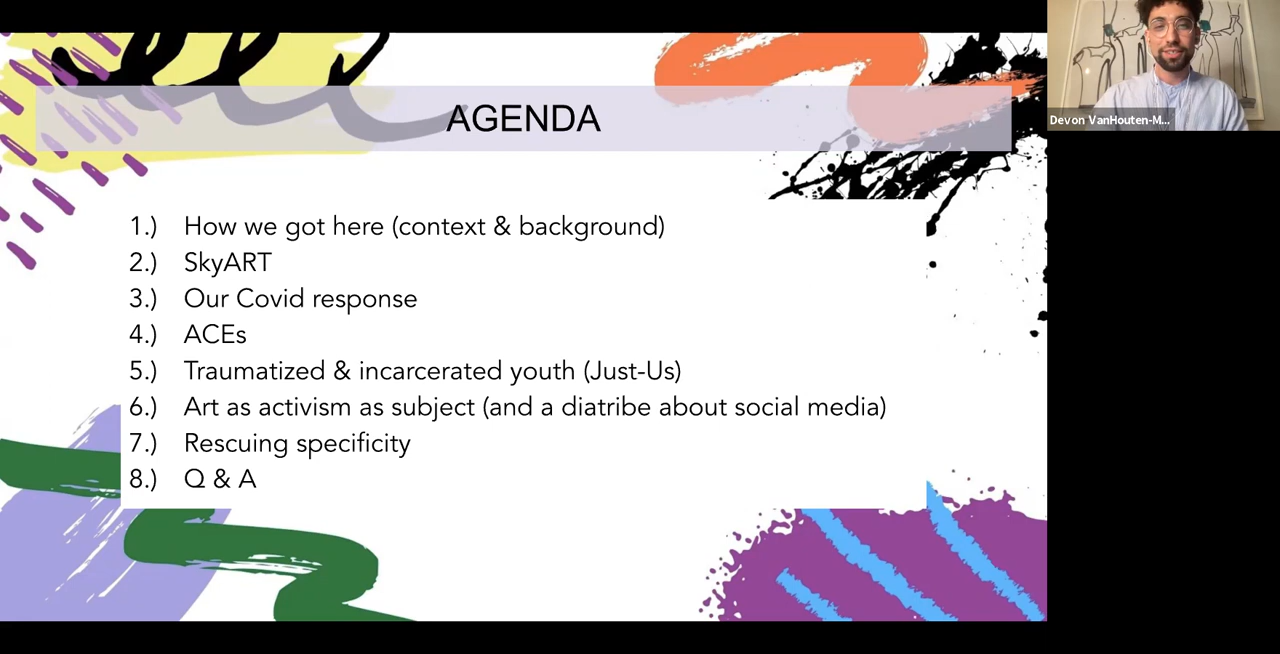 AGENDA
Devon VanHouten-M...
1.) How we got here (context & background)
2.) SkyART
3.) Our Covid response
4.) ACEs
5.) Traumatized & incarcerated youth (Just-Us)
6.) Art as activism as subject (and a diatribe about social media)
7.) Rescuing specificity
8.) Q & A